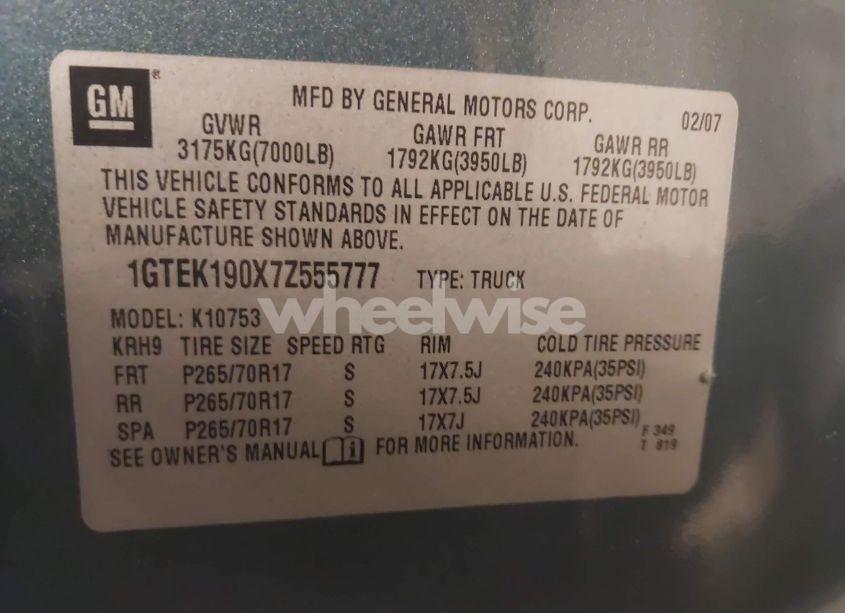 GM
MFD BY GENERAL MOTORS CORP. 02/07
GVWR GAWR FRT GAWR RR
3175KG(7000LB) 1792KG(3950LB) 1792KG(3950LB)
THIS VEHICLE CONFORMS TO ALL APPLICABLE U.S. FEDERAL MOTOR
VEHICLE SAFETY STANDARDS IN EFFECT ON THE DATE OF
MANUFACTURE SHOWN ABOVE.
1GTEK190X7Z555777 TYPE: TRUCK
wheelwise
MODEL: K10753
KRH9 TIRE SIZE SPEED RTG RIM COLD TIRE PRESSURE
FRT P265/70R17 S 17X7.5J 240KPA(35PSI)
RR P265/70R17 S 17X7.5J 240KPA(35PSI)
SPA P265/70R17 S 17X7J 240KPA(35PSI)
F 349
T 819
SEE OWNER'S MANUAL i FOR MORE INFORMATION.